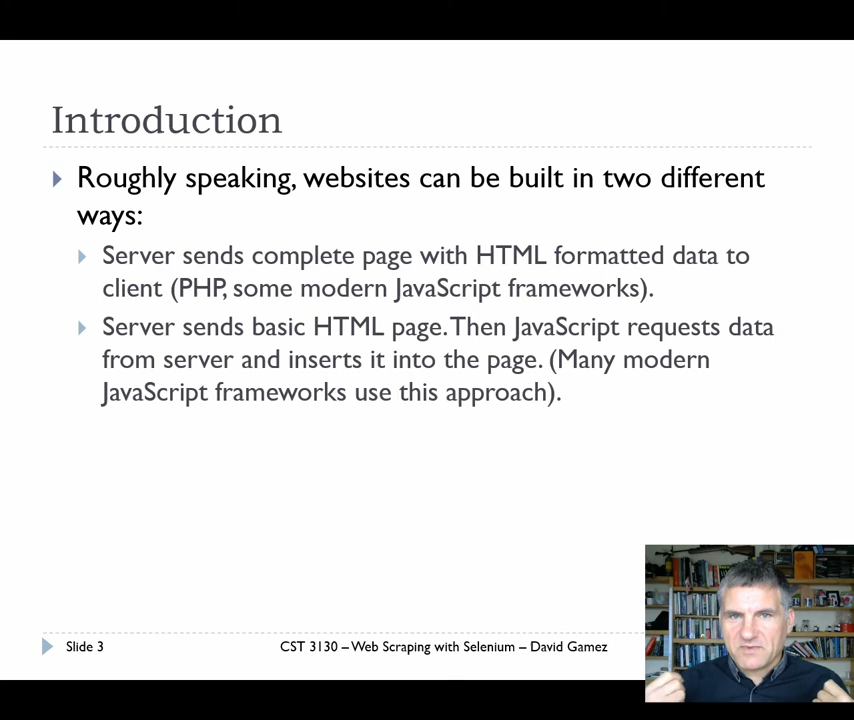 Introduction
Roughly speaking, websites can be built in two different
ways:
Server sends complete page with HTML formatted data to
client (PHP, some modern JavaScript frameworks).
Server sends basic HTML page. Then JavaScript requests data
from server and inserts it into the page. (Many modern
JavaScript frameworks use this approach).
Slide 3
CST 3130 – Web Scraping with Selenium – David Gamez